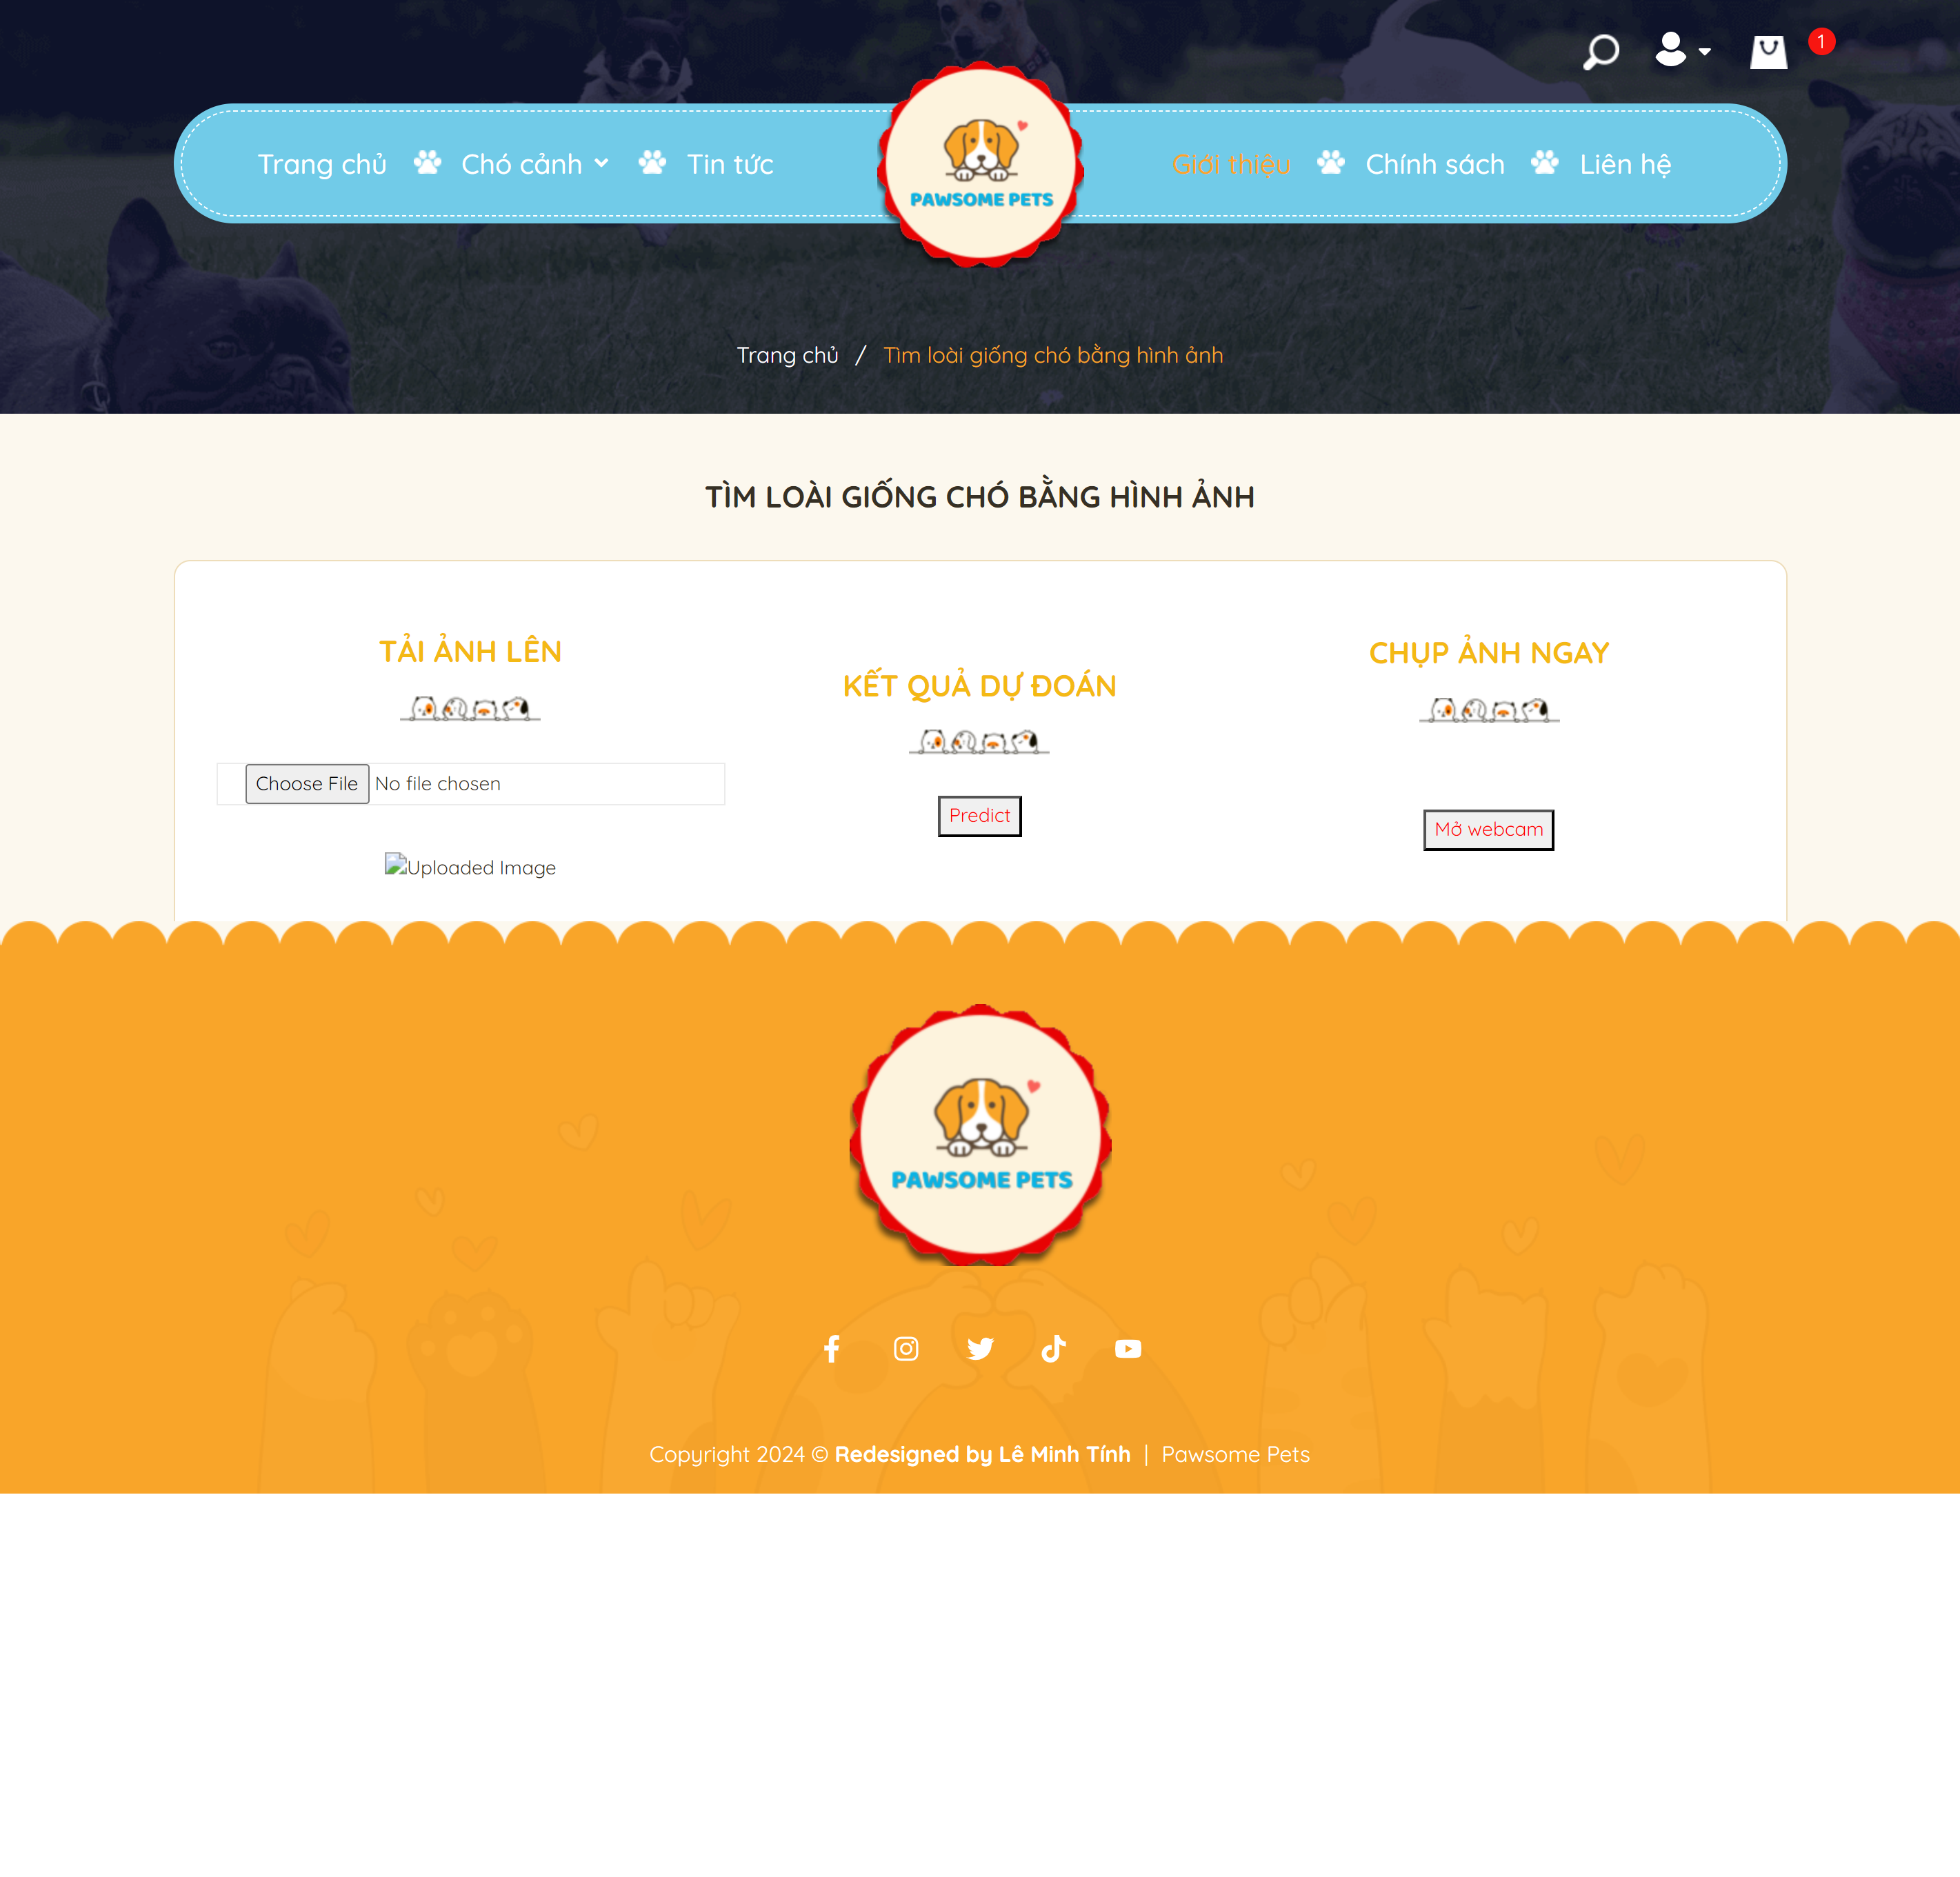 1
Trang chủ Chó cảnh Tin tức
PAWSOME PETS
Giới thiệu Chính sách Liên hệ
Trang chủ / Tìm loài giống chó bằng hình ảnh
TÌM LOÀI GIỐNG CHÓ BẰNG HÌNH ẢNH
TẢI ẢNH LÊN
Choose File No file chosen
Uploaded Image
KẾT QUẢ DỰ ĐOÁN
Predict
CHỤP ẢNH NGAY
Mở webcam
PAWSOME PETS
Copyright 2024 © Redesigned by Lê Minh Tính | Pawsome Pets